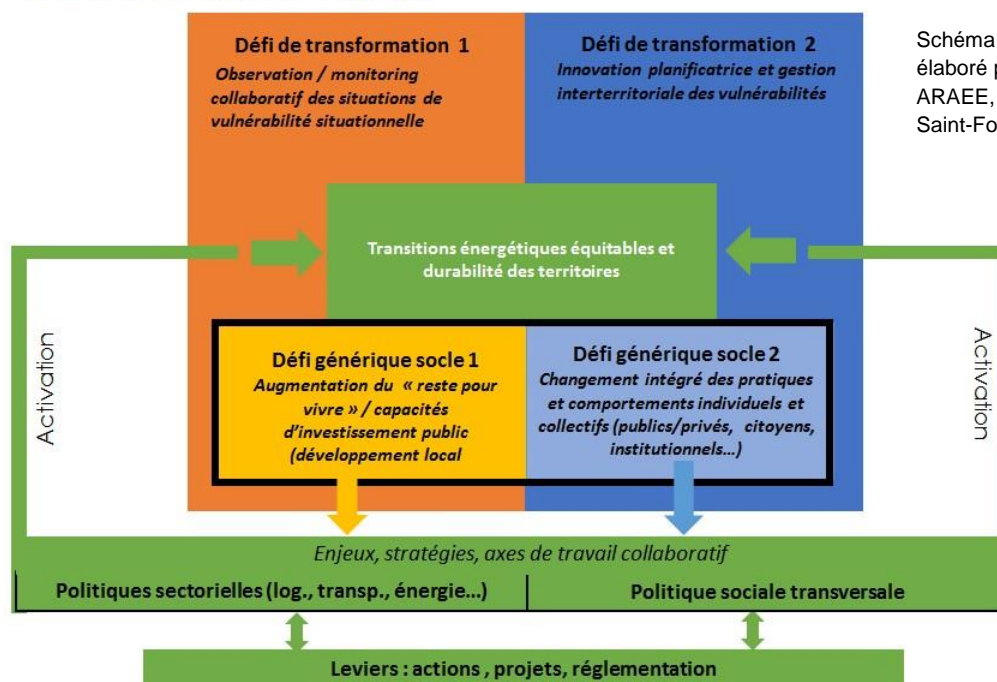 Défi de transformation 1
Observation / monitoring
collaboratif des situations de
vulnérabilité situationnelle
Défi de transformation 2
Innovation planificatrice et gestion
interterritoriale des vulnérabilités
Schéma
élaboré
ARAEE,
Transitions énergétiques équitables et
durabilité des territoires
Activation
Activation
Défi générique socle 1
Augmentation du « reste pour
vivre » / capacités
d’investissement public
(développement local
Défi générique socle 2
Changement intégré des pratiques
et comportements individuels et
collectifs (publics/privés, citoyens,
institutionnels…)
Enjeux, stratégies, axes de travail collaboratif
Politiques sectorielles (log., transp., énergie…)
Politique sociale transversale
Leviers : actions , projets, réglementation